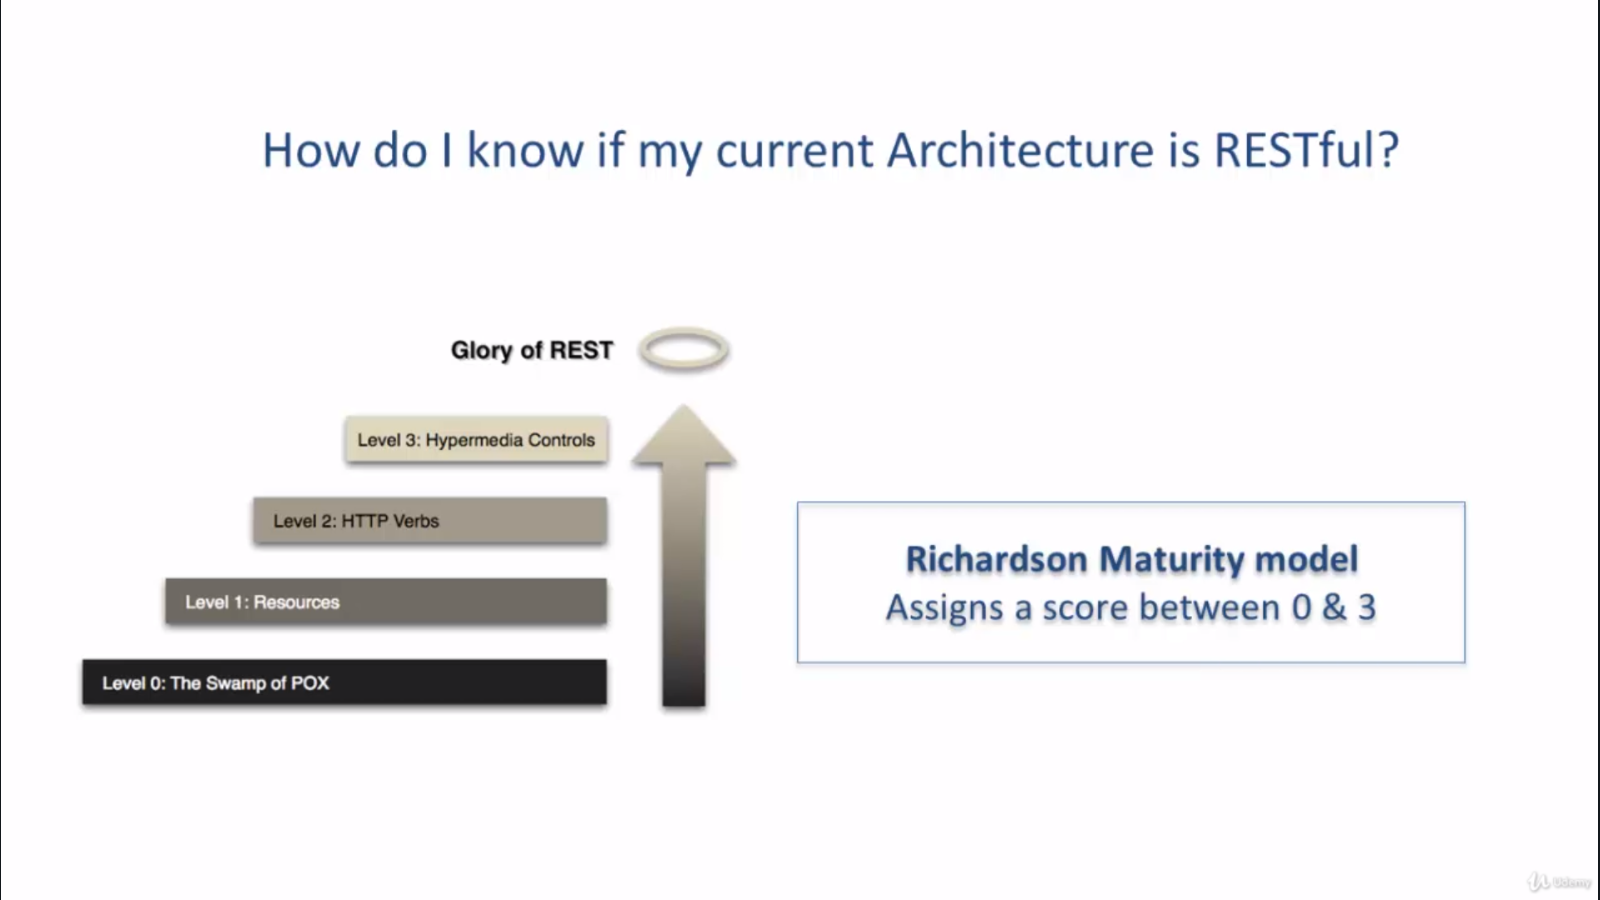 How do I know if my current Architecture is RESTful?
Glory of REST
Level 3: Hypermedia Controls
Level 2: HTTP Verbs
Level 1: Resources
Level 0: The Swamp of POX
Richardson Maturity model
Assigns a score between 0 & 3
Udemy